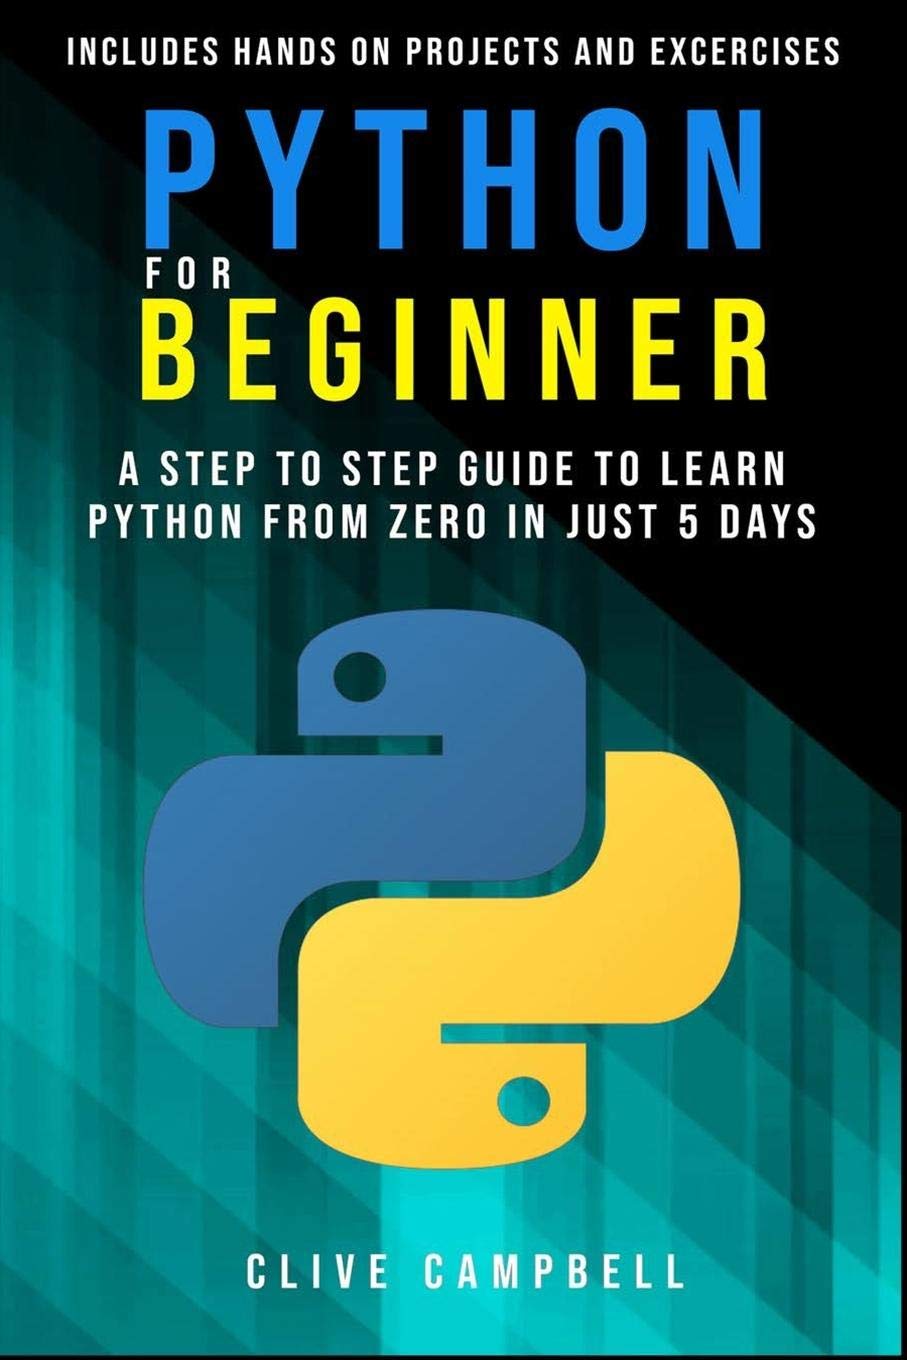 INCLUDES HANDS ON PROJECTS AND EXCERCISES
PYTHON
FOR
BEGINNER
A STEP TO STEP GUIDE TO LEARN
PYTHON FROM ZERO IN JUST 5 DAYS
CLIVE CAMPBELL